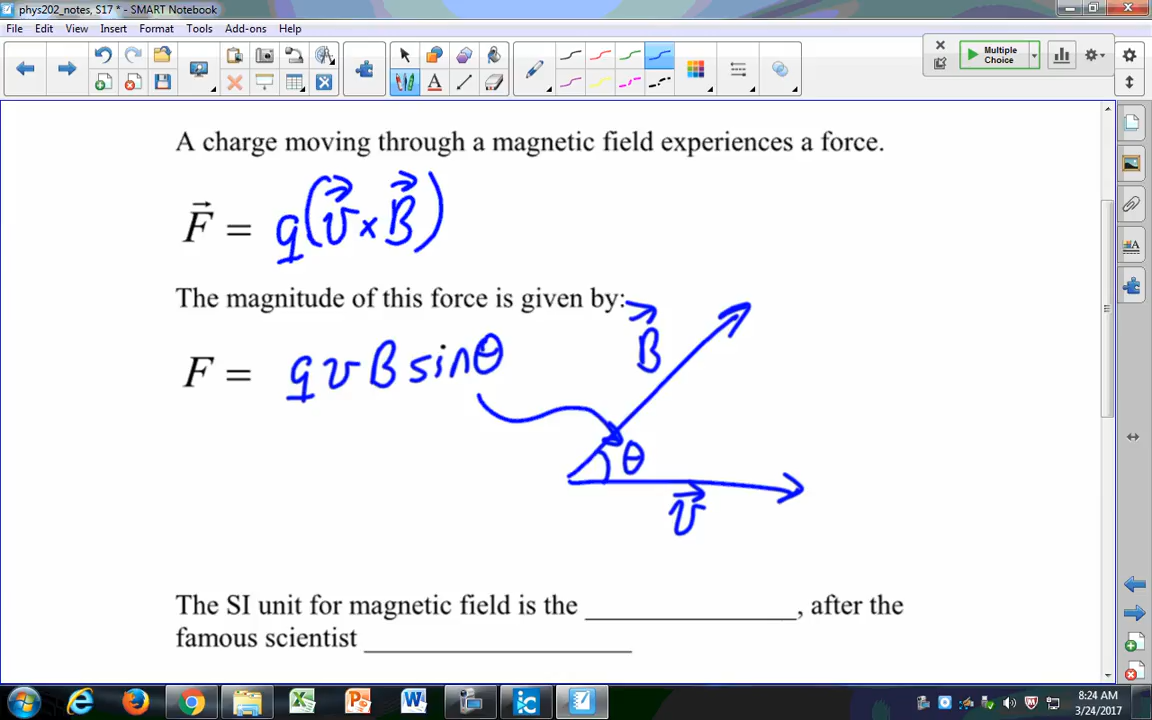 phys202_notes, S17 * - SMART Notebook
File Edit View Insert Format Tools Add-ons Help
Multiple
Choice
A charge moving through a magnetic field experiences a force.
F⃗ = q(v⃗ × B⃗)
The magnitude of this force is given by:
F = qvB sinθ
B⃗
θ
v⃗
The SI unit for magnetic field is the _______________, after the
famous scientist ___________________
8:24 AM
3/24/2017